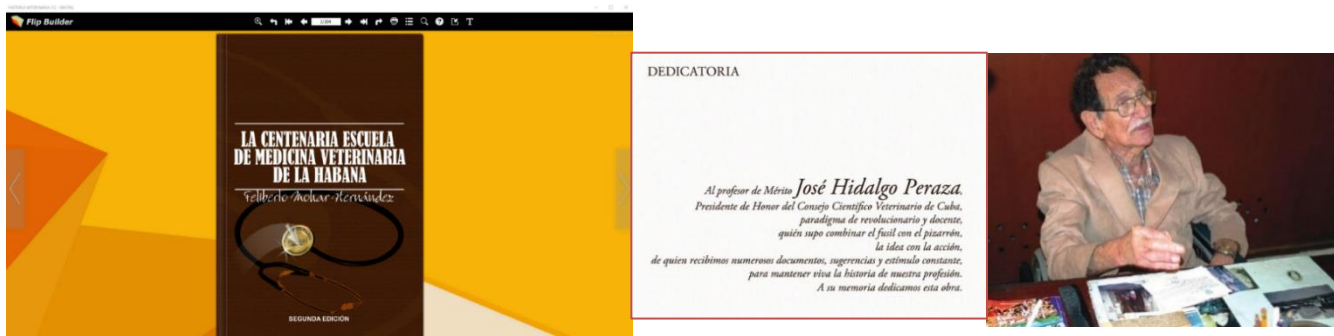 Flip Builder
LA CENTENARIA ESCUELA
DE MEDICINA VETERINARIA
DE LA HABANA
Feliberto Mohar Hernández
SEGUNDA EDICIÓN
DEDICATORIA
Al profesor de Mérito José Hidalgo Peraza,
Presidente de Honor del Consejo Científico Veterinario de Cuba,
paradigma de revolucionario y docente,
quién supo combinar el fusil con el pizarrón,
la idea con la acción,
de quien recibimos numerosos documentos, sugerencias y estímulo constante,
para mantener viva la historia de nuestra profesión.
A su memoria dedicamos esta obra.